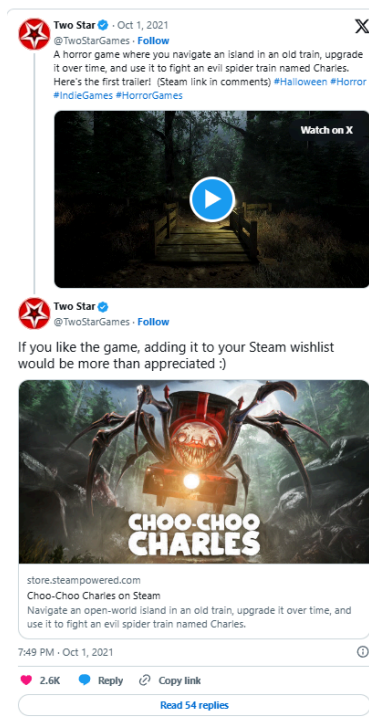 Two Star · Oct 1, 2021
@TwoStarGames · Follow
A horror game where you navigate an island in an old train, upgrade
it over time, and use it to fight an evil spider train named Charles.
Here's the first trailer!  (Steam link in comments) #Halloween #Horror
#IndieGames #HorrorGames
Watch on X
Two Star
@TwoStarGames · Follow
If you like the game, adding it to your Steam wishlist
would be more than appreciated :)
CHOO-CHOO
CHARLES
store.steampowered.com
Choo-Choo Charles on Steam
Navigate an open-world island in an old train, upgrade it over time, and
use it to fight an evil spider train named Charles.
7:49 PM · Oct 1, 2021
2.6K Reply Copy link
Read 54 replies